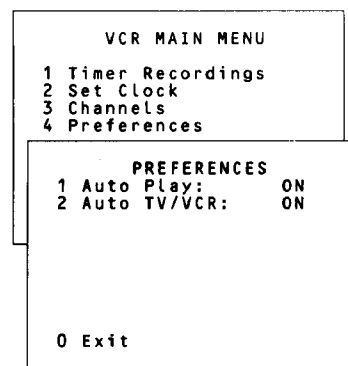 VCR MAIN MENU
1 Timer Recordings
2 Set Clock
3 Channels
4 Preferences
PREFERENCES
1 Auto Play: ON
2 Auto TV/VCR: ON
0 Exit